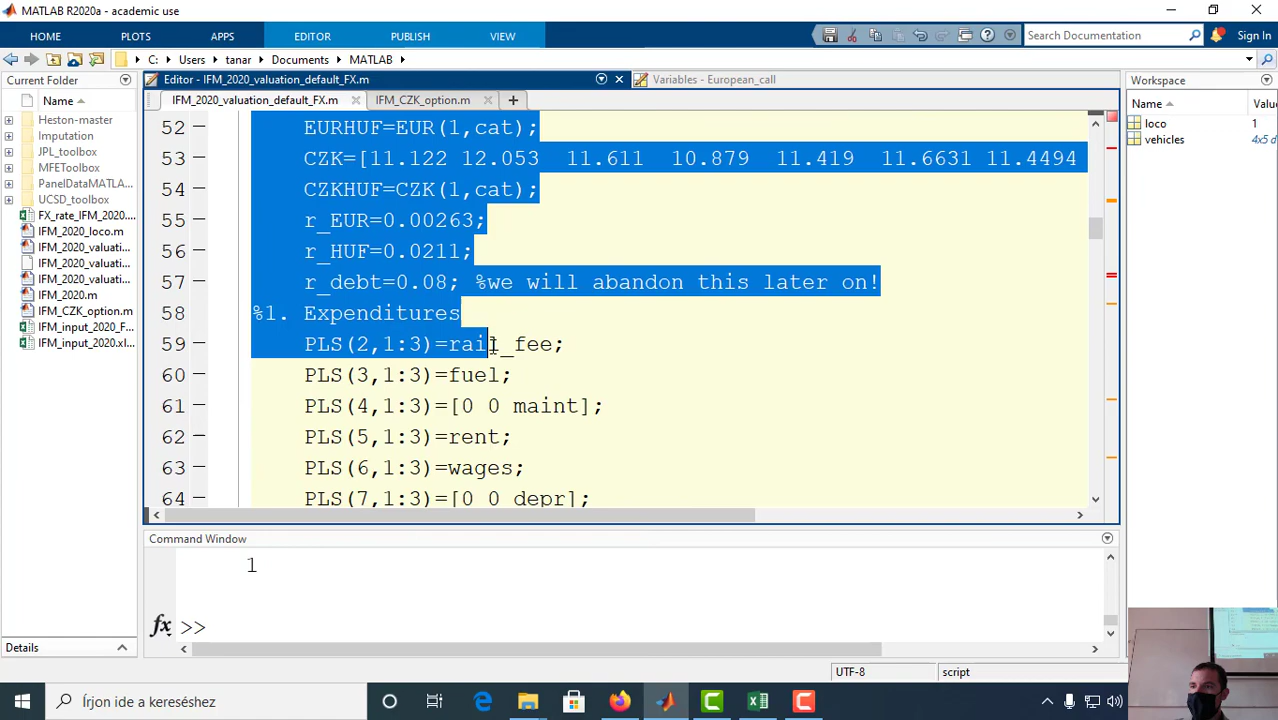 MATLAB R2020a - academic use
HOME PLOTS APPS EDITOR PUBLISH VIEW Search Documentation Sign In
C: Users tanar Documents MATLAB
Current Folder
Name
Heston-master
Imputation
JPL_toolbox
MFEToolbox
PanelDataMATLA...
UCSD_toolbox
FX_rate_IFM_2020....
IFM_2020_loco.m
IFM_2020_valuati...
IFM_2020_valuati...
IFM_2020_valuati...
IFM_2020.m
IFM_CZK_option.m
IFM_input_2020_F...
IFM_input_2020.xl...
Details
Editor - IFM_2020_valuation_default_FX.m
Variables - European_call
IFM_2020_valuation_default_FX.m IFM_CZK_option.m
52 EURHUF=EUR(1,cat);
53 CZK=[11.122 12.053 11.611 10.879 11.419 11.6631 11.4494
54 CZKHUF=CZK(1,cat);
55 r_EUR=0.00263;
56 r_HUF=0.0211;
57 r_debt=0.08; %we will abandon this later on!
58 %1. Expenditures
59 PLS(2,1:3)=rail_fee;
60 PLS(3,1:3)=fuel;
61 PLS(4,1:3)=[0 0 maint];
62 PLS(5,1:3)=rent;
63 PLS(6,1:3)=wages;
64 PLS(7,1:3)=[0 0 depr];
Command Window
1
fx >>
Workspace
Name Value
loco 1
vehicles 4x5 d
UTF-8 script
Írjon ide a kereséshez